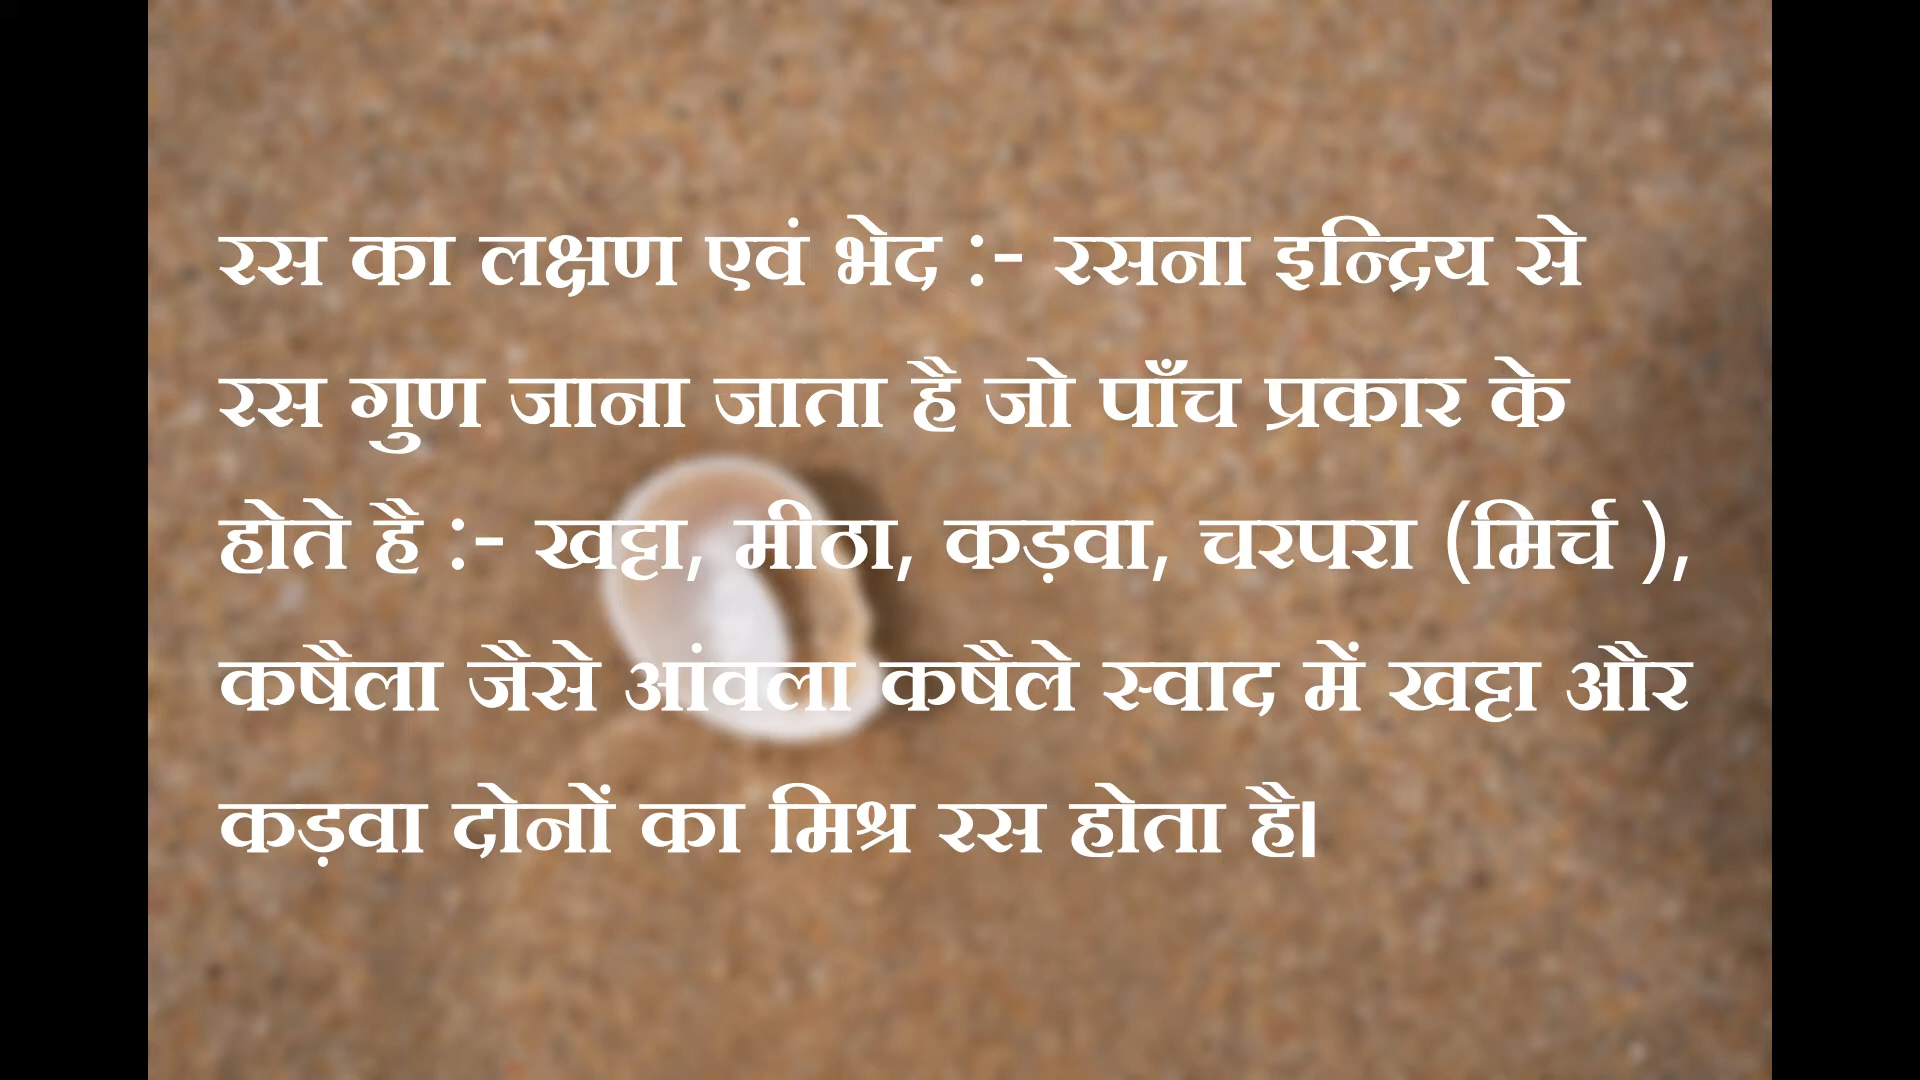 रस का लक्षण एवं भेद :- रसना इन्द्रिय से
रस गुण जाना जाता है जो पाँच प्रकार के
होते है :- खट्टा, मीठा, कड़वा, चरपरा (मिर्च ),
कषैला जैसे आंवला कषैले स्वाद में खट्टा और
कड़वा दोनों का मिश्र रस होता है।